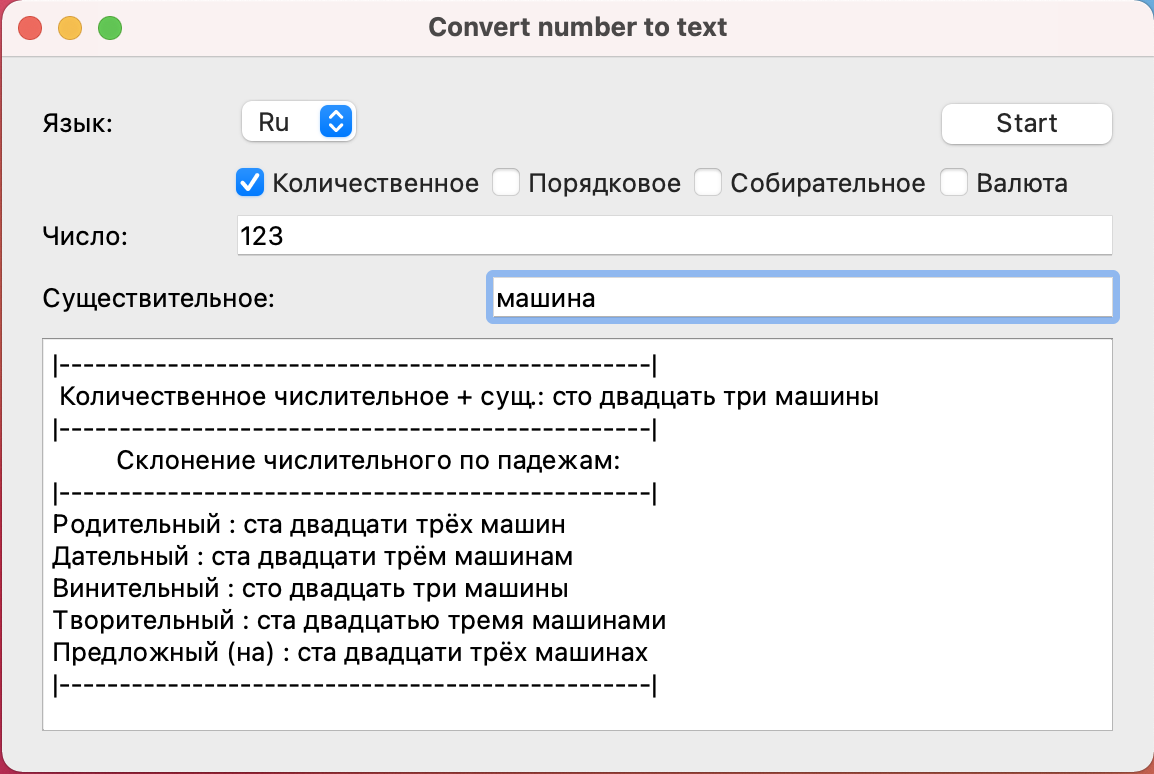 Convert number to text
Язык: Ru Start
Количественное Порядковое Собирательное Валюта
Число: 123
Существительное: машина
|-------------------------------------------------|
Количественное числительное + сущ.: сто двадцать три машины
|-------------------------------------------------|
Склонение числительного по падежам:
|-------------------------------------------------|
Родительный : ста двадцати трёх машин
Дательный : ста двадцати трём машинам
Винительный : сто двадцать три машины
Творительный : ста двадцатью тремя машинами
Предложный (на) : ста двадцати трёх машинах
|-------------------------------------------------|